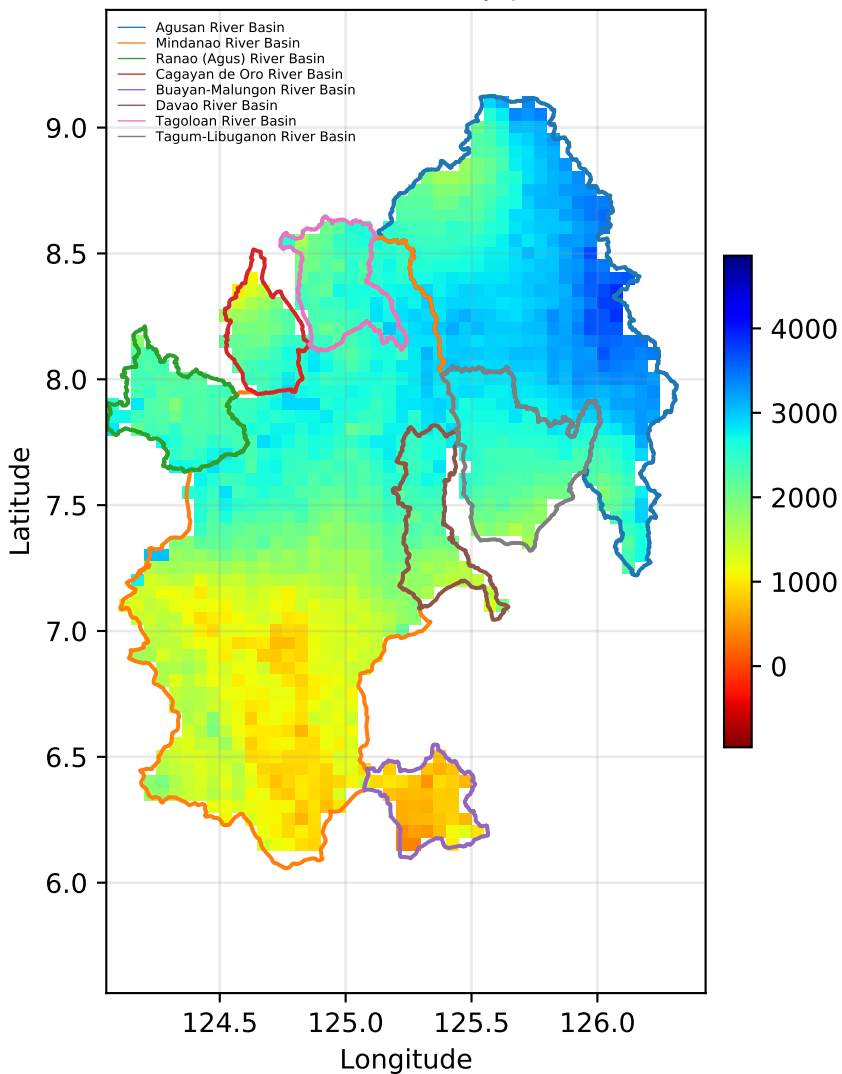 Agusan River Basin
Mindanao River Basin
Ranao (Agus) River Basin
Cagayan de Oro River Basin
Buayan-Malungon River Basin
Davao River Basin
Tagoloan River Basin
Tagum-Libuganon River Basin
9.0
8.5
8.0
7.5
7.0
6.5
6.0
Latitude
124.5 125.0 125.5 126.0
Longitude
4000
3000
2000
1000
0